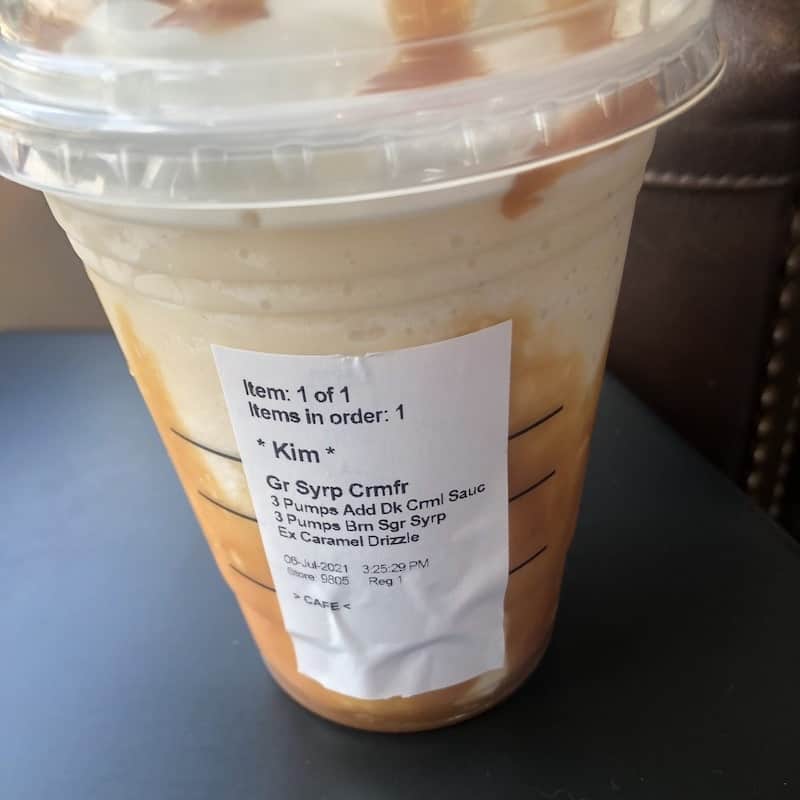 Item: 1 of 1
Items in order: 1
* Kim *
Gr Syrp Crmfr
3 Pumps Add Dk Crml Sauc
3 Pumps Brn Sgr Syrp
Ex Caramel Drizzle
06-Jul-2021 3:25:29 PM
Store: 9805 Reg 1
> CAFE <